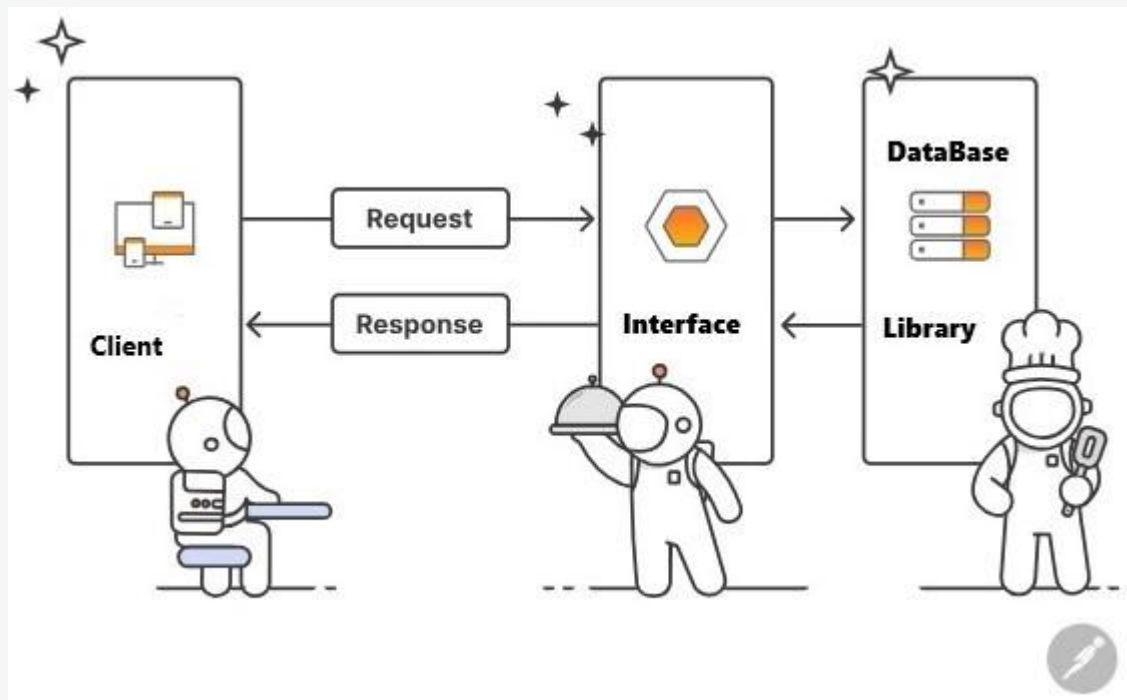 DataBase
Request
Response
Interface
Library
Client